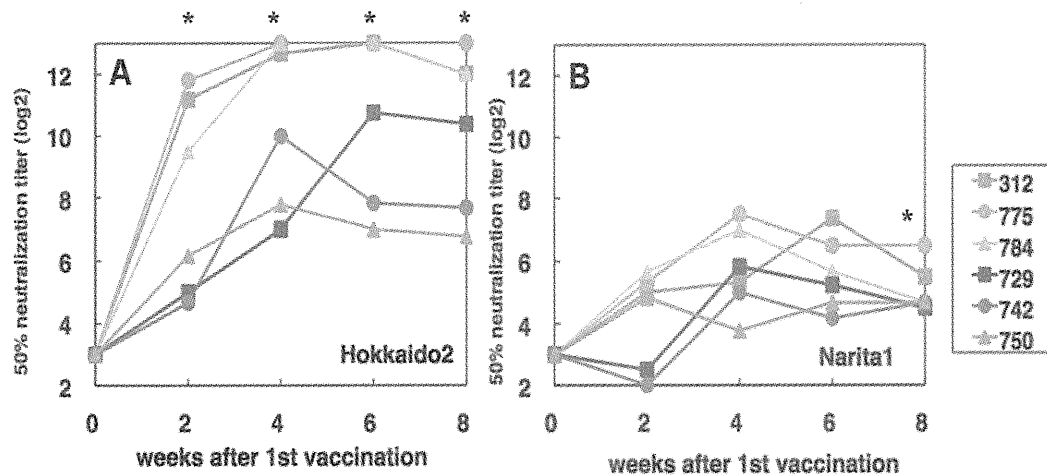 * * * *
A
50% neutralization titer (log2)
12
10
8
6
4
2
Hokkaido2
0 2 4 6 8
weeks after 1st vaccination
B
50% neutralization titer (log2)
12
10
8
6
4
2
*
Narita1
0 2 4 6 8
weeks after 1st vaccination
312
775
784
729
742
750